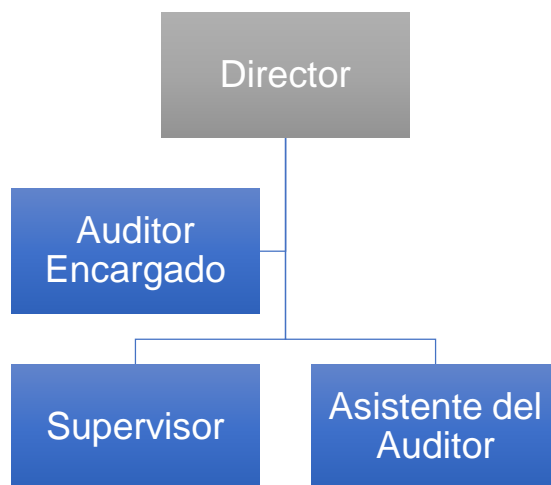 Director
Auditor
Encargado
Supervisor
Asistente del
Auditor